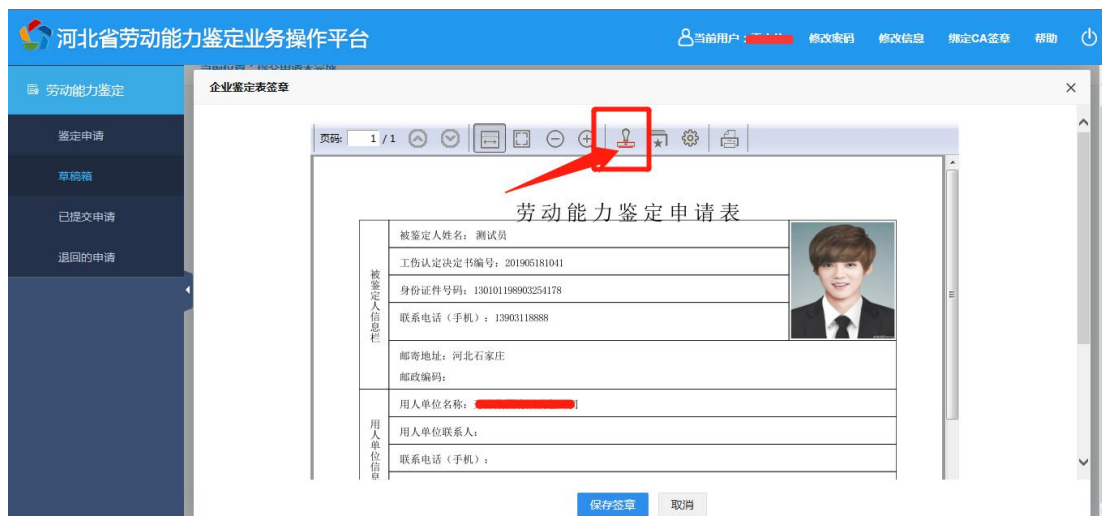 河北省劳动能力鉴定业务操作平台
当前用户：
修改密码
修改信息
绑定CA签章
帮助
劳动能力鉴定
鉴定申请
草稿箱
已提交申请
退回的申请
企业鉴定表签章
页码: 1 / 1
劳动能力鉴定申请表
被鉴定人信息栏
被鉴定人姓名：测试员
工伤认定决定书编号：201905181041
身份证件号码：130101198903254178
联系电话（手机）：13903118888
邮寄地址：河北石家庄
邮政编码：
用人单位信息
用人单位名称：
用人单位联系人：
联系电话（手机）：
保存签章
取消